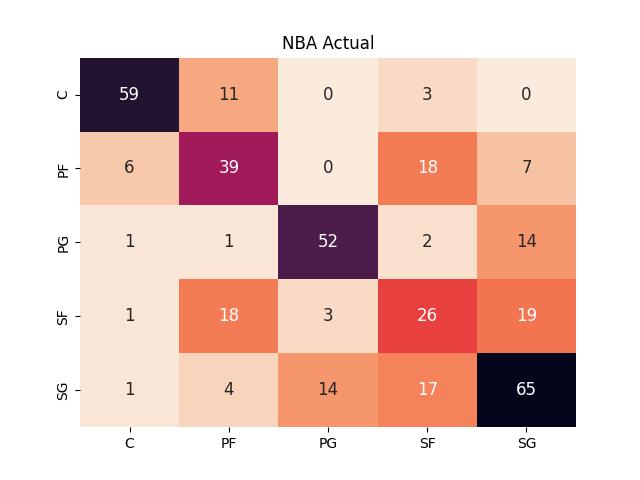 NBA Actual
C 59 11 0 3 0
PF 6 39 0 18 7
PG 1 1 52 2 14
SF 1 18 3 26 19
SG 1 4 14 17 65
C PF PG SF SG